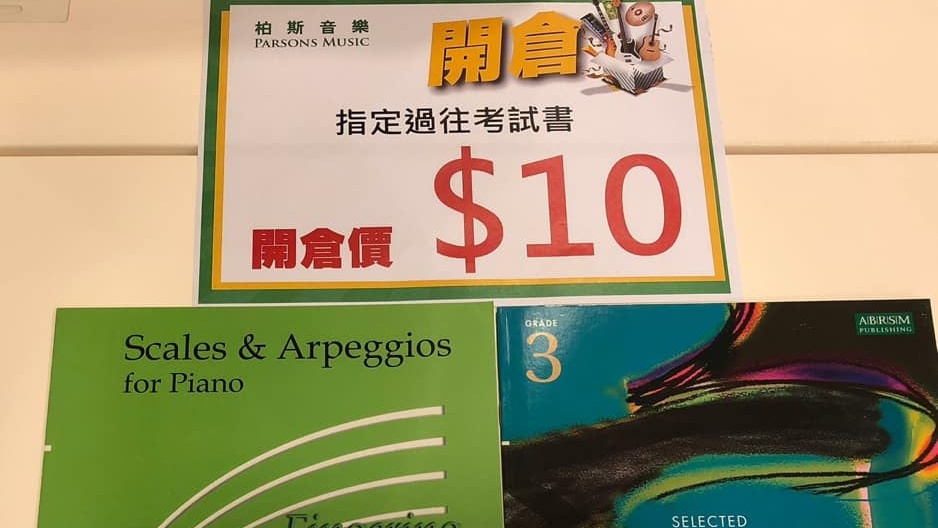 柏斯音樂
PARSONS MUSIC
開倉
指定過往考試書
$10
開倉價
Scales & Arpeggios
for Piano
Fingering
GRADE
3
ABRSM
PUBLISHING
SELECTED